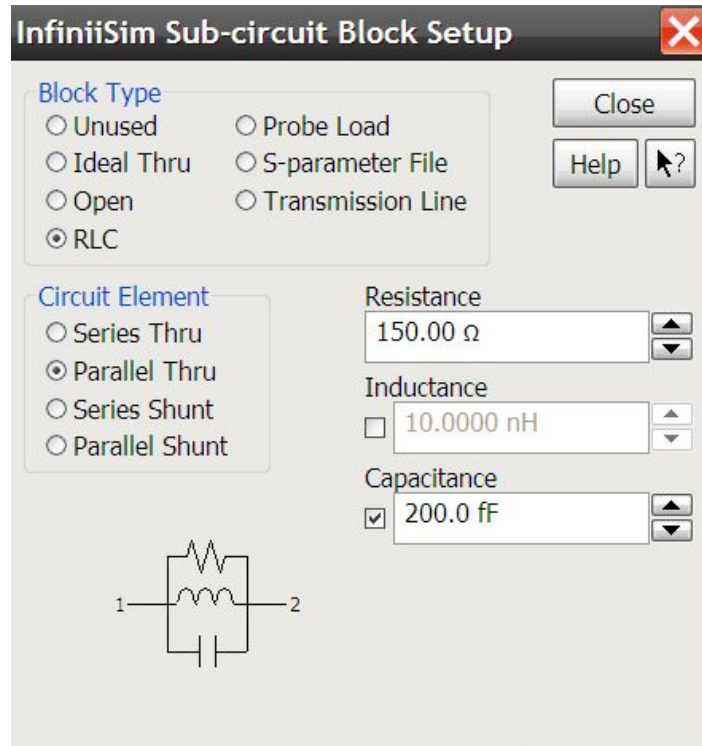 InfiniiSim Sub-circuit Block Setup
Block Type
Unused
Probe Load
Ideal Thru
S-parameter File
Open
Transmission Line
RLC
Close
Help
?
Circuit Element
Series Thru
Parallel Thru
Series Shunt
Parallel Shunt
Resistance
150.00 Ω
Inductance
10.0000 nH
Capacitance
200.0 fF
1
2